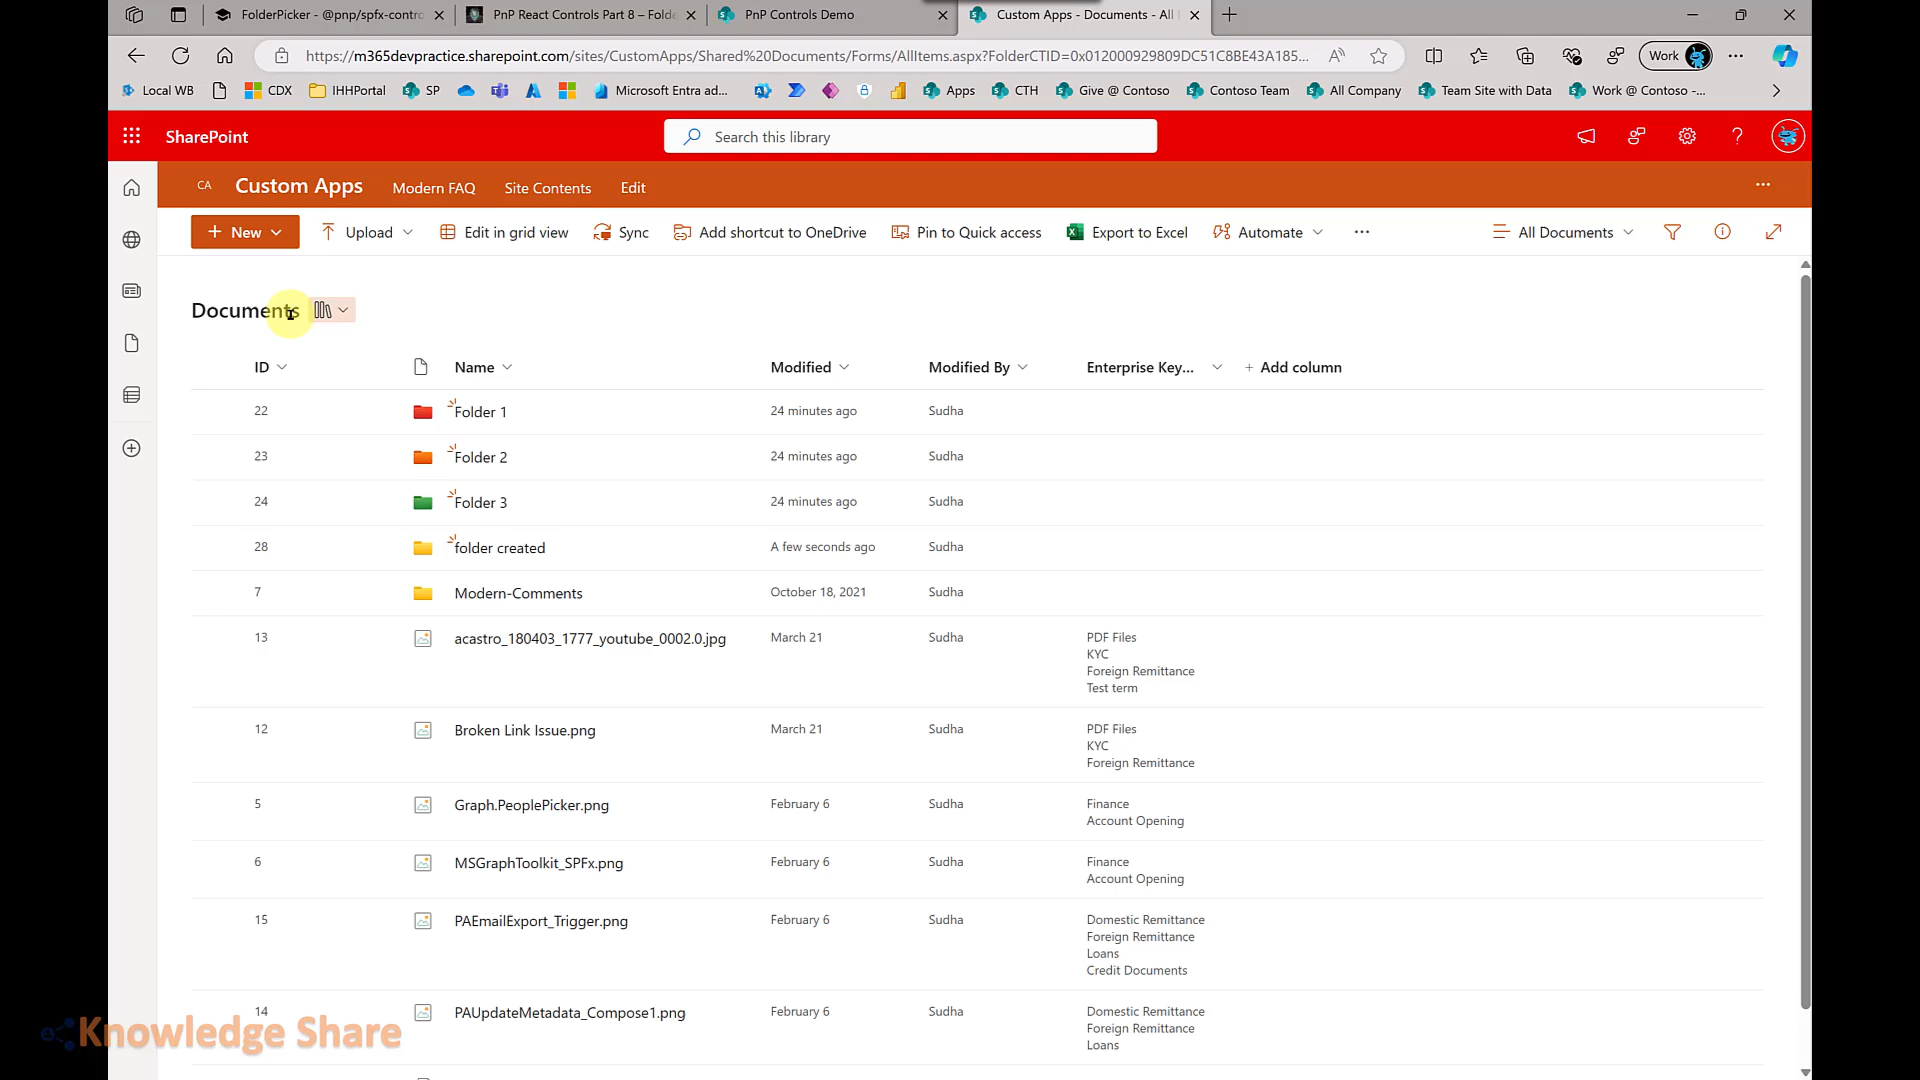 FolderPicker - @pnp/spfx-contro
PnP React Controls Part 8 – Folde
PnP Controls Demo
Custom Apps - Documents - All I
https://m365devpractice.sharepoint.com/sites/CustomApps/Shared%20Documents/Forms/AllItems.aspx?FolderCTID=0x012000929809DC51C8BE43A185...
Work
Local WB
CDX
IHHPortal
SP
Microsoft Entra ad...
Apps
CTH
Give @ Contoso
Contoso Team
All Company
Team Site with Data
Work @ Contoso -...
SharePoint
Search this library
CA
Custom Apps
Modern FAQ
Site Contents
Edit
New
Upload
Edit in grid view
Sync
Add shortcut to OneDrive
Pin to Quick access
Export to Excel
Automate
All Documents
Documents
ID
Name
Modified
Modified By
Enterprise Key...
+ Add column
22
Folder 1
24 minutes ago
Sudha
23
Folder 2
24 minutes ago
Sudha
24
Folder 3
24 minutes ago
Sudha
28
folder created
A few seconds ago
Sudha
7
Modern-Comments
October 18, 2021
Sudha
13
acastro_180403_1777_youtube_0002.0.jpg
March 21
Sudha
PDF Files
KYC
Foreign Remittance
Test term
12
Broken Link Issue.png
March 21
Sudha
PDF Files
KYC
Foreign Remittance
5
Graph.PeoplePicker.png
February 6
Sudha
Finance
Account Opening
6
MSGraphToolkit_SPFx.png
February 6
Sudha
Finance
Account Opening
15
PAEmailExport_Trigger.png
February 6
Sudha
Domestic Remittance
Foreign Remittance
Loans
Credit Documents
14
PAUpdateMetadata_Compose1.png
February 6
Sudha
Domestic Remittance
Foreign Remittance
Loans
Knowledge Share